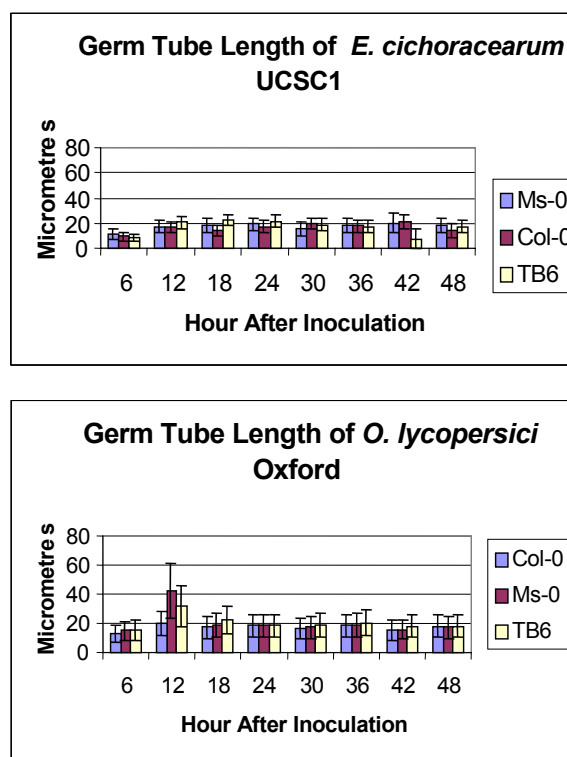 Germ Tube Length of E. cichoracearum
UCSC1
Micrometre s
80
60
40
20
0
6 12 18 24 30 36 42 48
Hour After Inoculation
Ms-0
Col-0
TB6
Germ Tube Length of O. lycopersici
Oxford
Micrometre s
80
60
40
20
0
6 12 18 24 30 36 42 48
Hour After Inoculation
Col-0
Ms-0
TB6